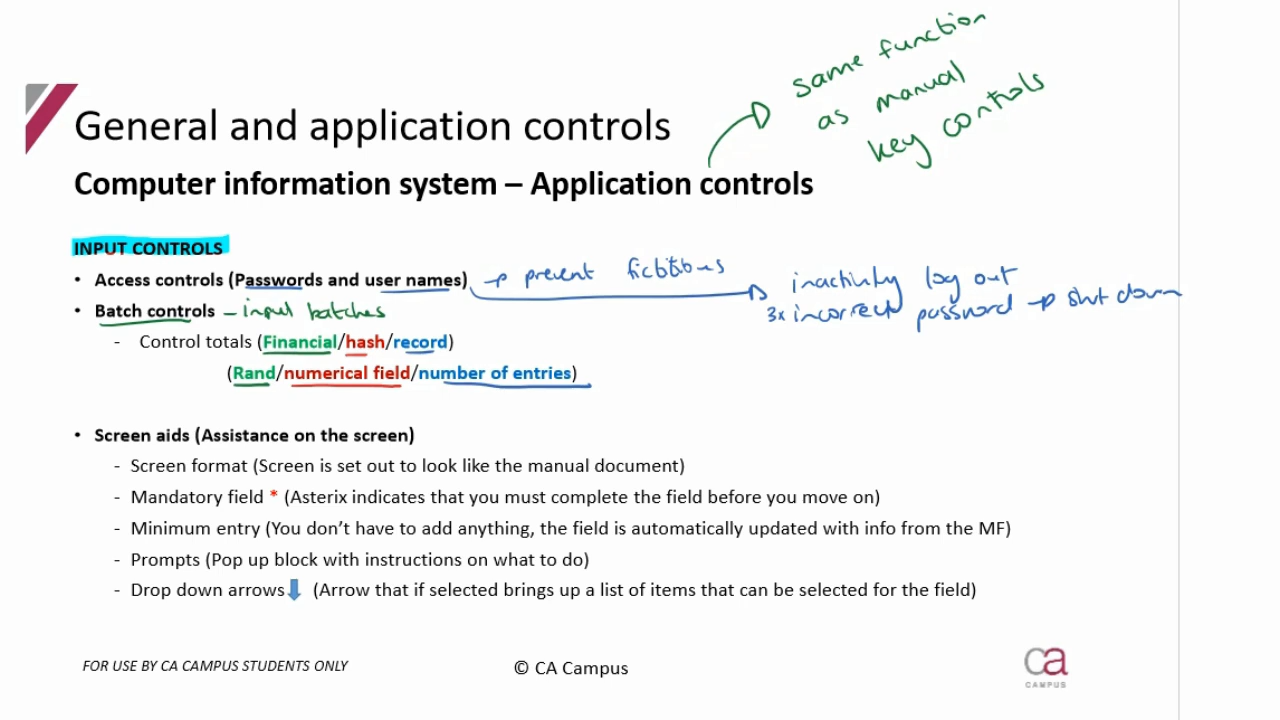 same function
as manual
key controls
General and application controls
Computer information system – Application controls
INPUT CONTROLS
• Access controls (Passwords and user names) → prevent fictitious
inactivity log out
3x incorrect password → shut down
• Batch controls – input batches
- Control totals (Financial/hash/record)
(Rand/numerical field/number of entries)
• Screen aids (Assistance on the screen)
- Screen format (Screen is set out to look like the manual document)
- Mandatory field * (Asterix indicates that you must complete the field before you move on)
- Minimum entry (You don’t have to add anything, the field is automatically updated with info from the MF)
- Prompts (Pop up block with instructions on what to do)
- Drop down arrows (Arrow that if selected brings up a list of items that can be selected for the field)
FOR USE BY CA CAMPUS STUDENTS ONLY
© CA Campus
ca
CAMPUS